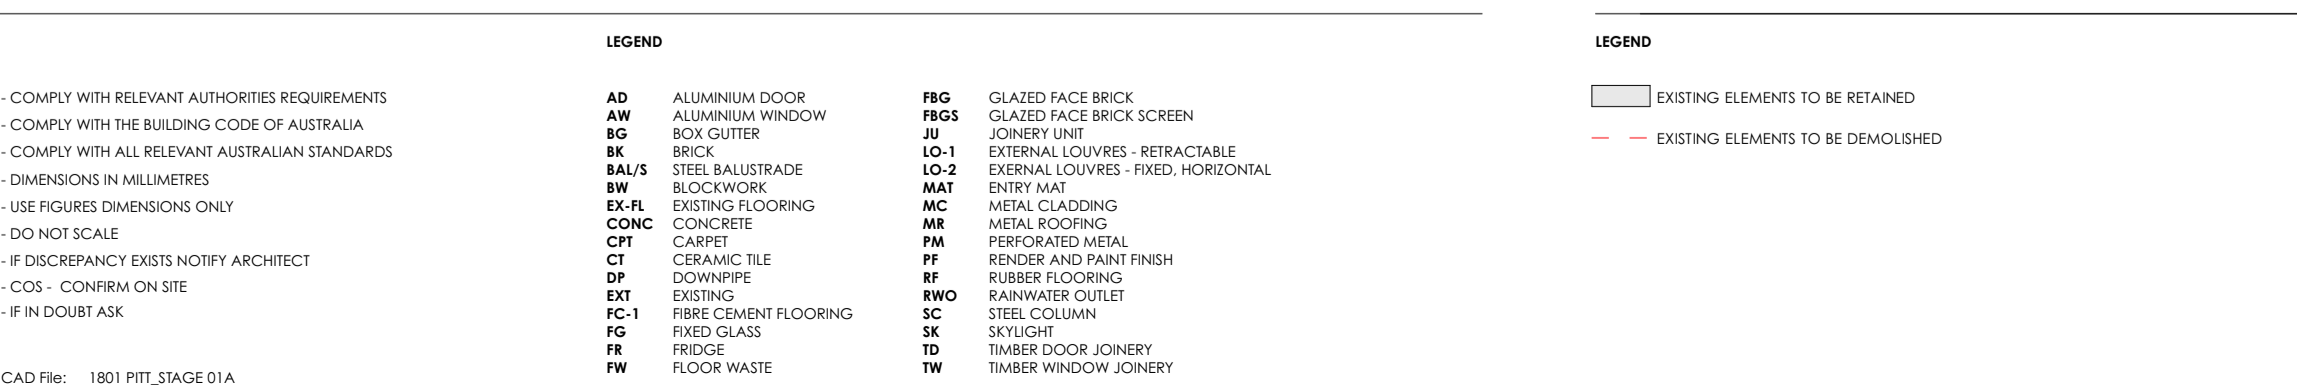 - COMPLY WITH RELEVANT AUTHORITIES REQUIREMENTS
- COMPLY WITH THE BUILDING CODE OF AUSTRALIA
- COMPLY WITH ALL RELEVANT AUSTRALIAN STANDARDS
- DIMENSIONS IN MILLIMETRES
- USE FIGURES DIMENSIONS ONLY
- DO NOT SCALE
- IF DISCREPANCY EXISTS NOTIFY ARCHITECT
- COS - CONFIRM ON SITE
- IF IN DOUBT ASK
CAD File: 1801 PITT_STAGE 01A
LEGEND
AD ALUMINIUM DOOR
AW ALUMINIUM WINDOW
BG BOX GUTTER
BK BRICK
BAL/S STEEL BALUSTRADE
BW BLOCKWORK
EX-FL EXISTING FLOORING
CONC CONCRETE
CPT CARPET
CT CERAMIC TILE
DP DOWNPIPE
EXT EXISTING
FC-1 FIBRE CEMENT FLOORING
FG FIXED GLASS
FR FRIDGE
FW FLOOR WASTE
FBG GLAZED FACE BRICK
FBGS GLAZED FACE BRICK SCREEN
JU JOINERY UNIT
LO-1 EXTERNAL LOUVRES - RETRACTABLE
LO-2 EXERNAL LOUVRES - FIXED, HORIZONTAL
MAT ENTRY MAT
MC METAL CLADDING
MR METAL ROOFING
PM PERFORATED METAL
PF RENDER AND PAINT FINISH
RF RUBBER FLOORING
RWO RAINWATER OUTLET
SC STEEL COLUMN
SK SKYLIGHT
TD TIMBER DOOR JOINERY
TW TIMBER WINDOW JOINERY
LEGEND
EXISTING ELEMENTS TO BE RETAINED
EXISTING ELEMENTS TO BE DEMOLISHED